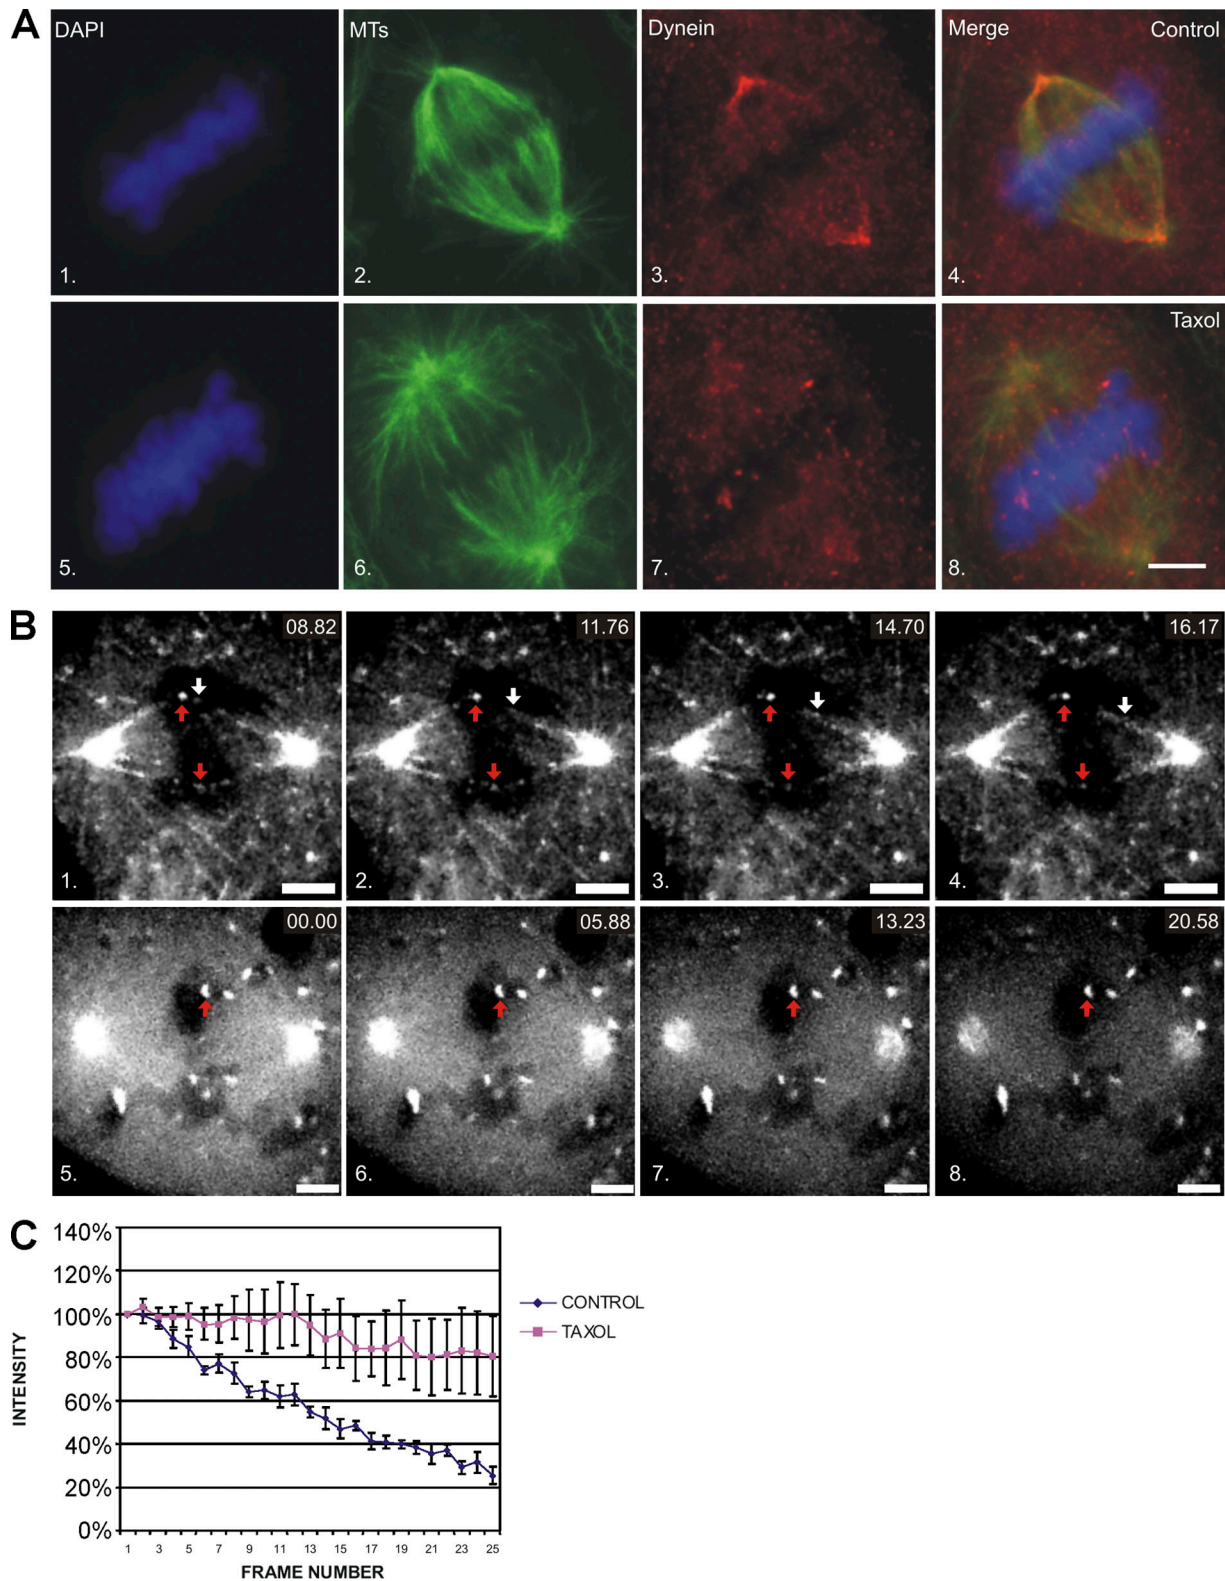 A
DAPI
MTs
Dynein
Merge
Control
1.
2.
3.
4.
Taxol
5.
6.
7.
8.
B
08.82
11.76
14.70
16.17
1.
2.
3.
4.
00.00
05.88
13.23
20.58
5.
6.
7.
8.
C
140%
120%
100%
80%
60%
40%
20%
0%
INTENSITY
1 3 5 7 9 11 13 15 17 19 21 23 25
FRAME NUMBER
CONTROL
TAXOL